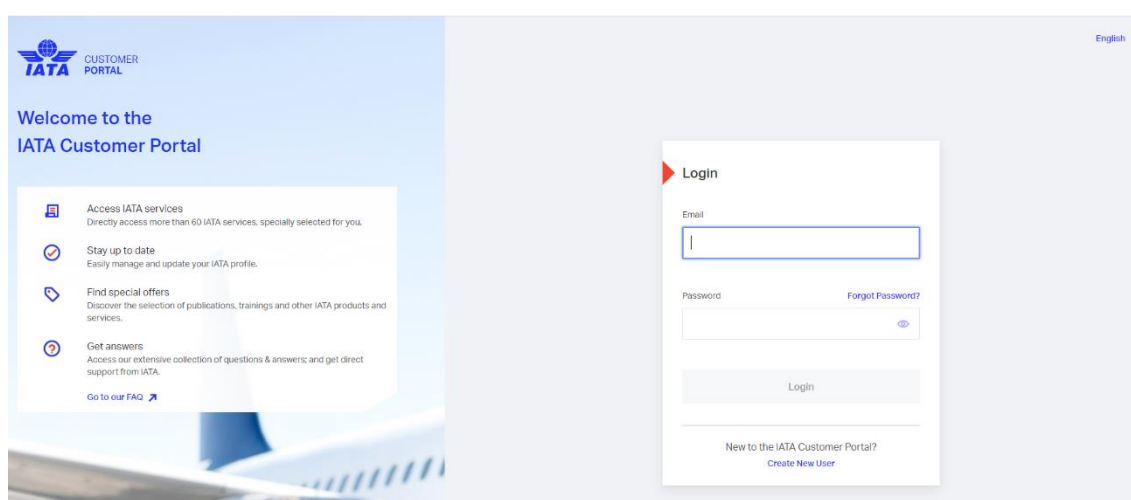 IATA
CUSTOMER
PORTAL
Welcome to the
IATA Customer Portal
Access IATA services
Directly access more than 60 IATA services, specially selected for you.
Stay up to date
Easily manage and update your IATA profile.
Find special offers
Discover the selection of publications, trainings and other IATA products and
services.
Get answers
Access our extensive collection of questions & answers; and get direct
support from IATA.
Go to our FAQ
English
Login
Email
Password Forgot Password?
Login
New to the IATA Customer Portal?
Create New User